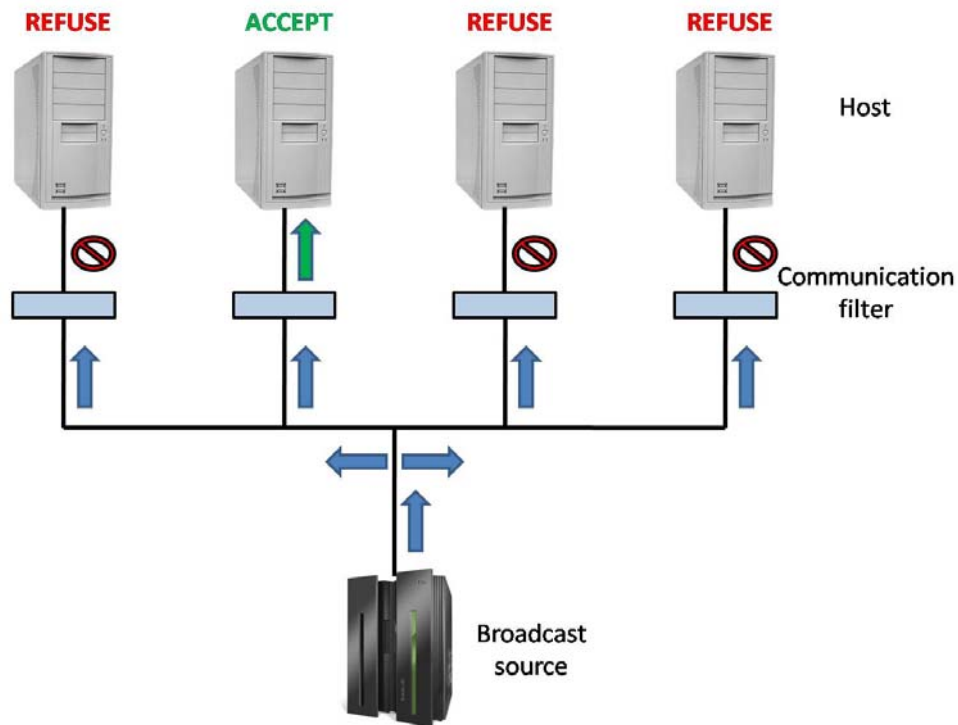 REFUSE
ACCEPT
REFUSE
REFUSE
Host
Communication
filter
Broadcast
source